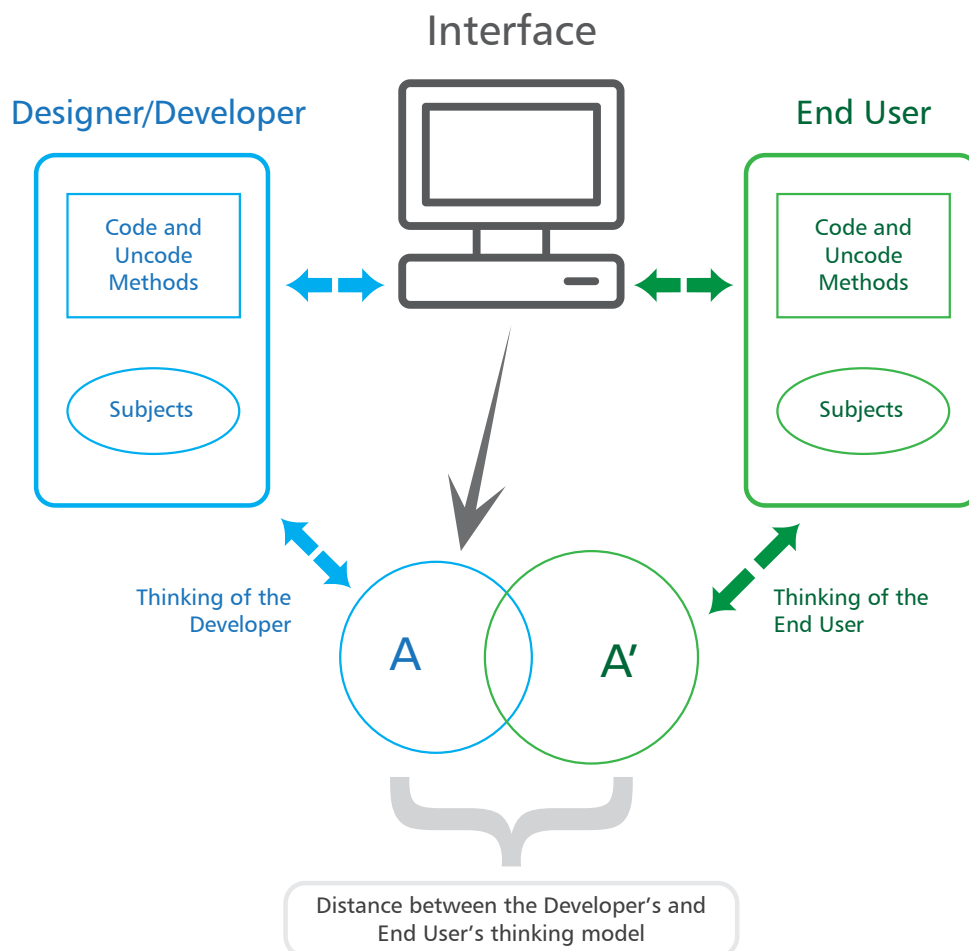 Interface
Designer/Developer
End User
Code and
Uncode
Methods
Subjects
Code and
Uncode
Methods
Subjects
Thinking of the
Developer
Thinking of the
End User
A
A′
Distance between the Developer’s and
End User’s thinking model